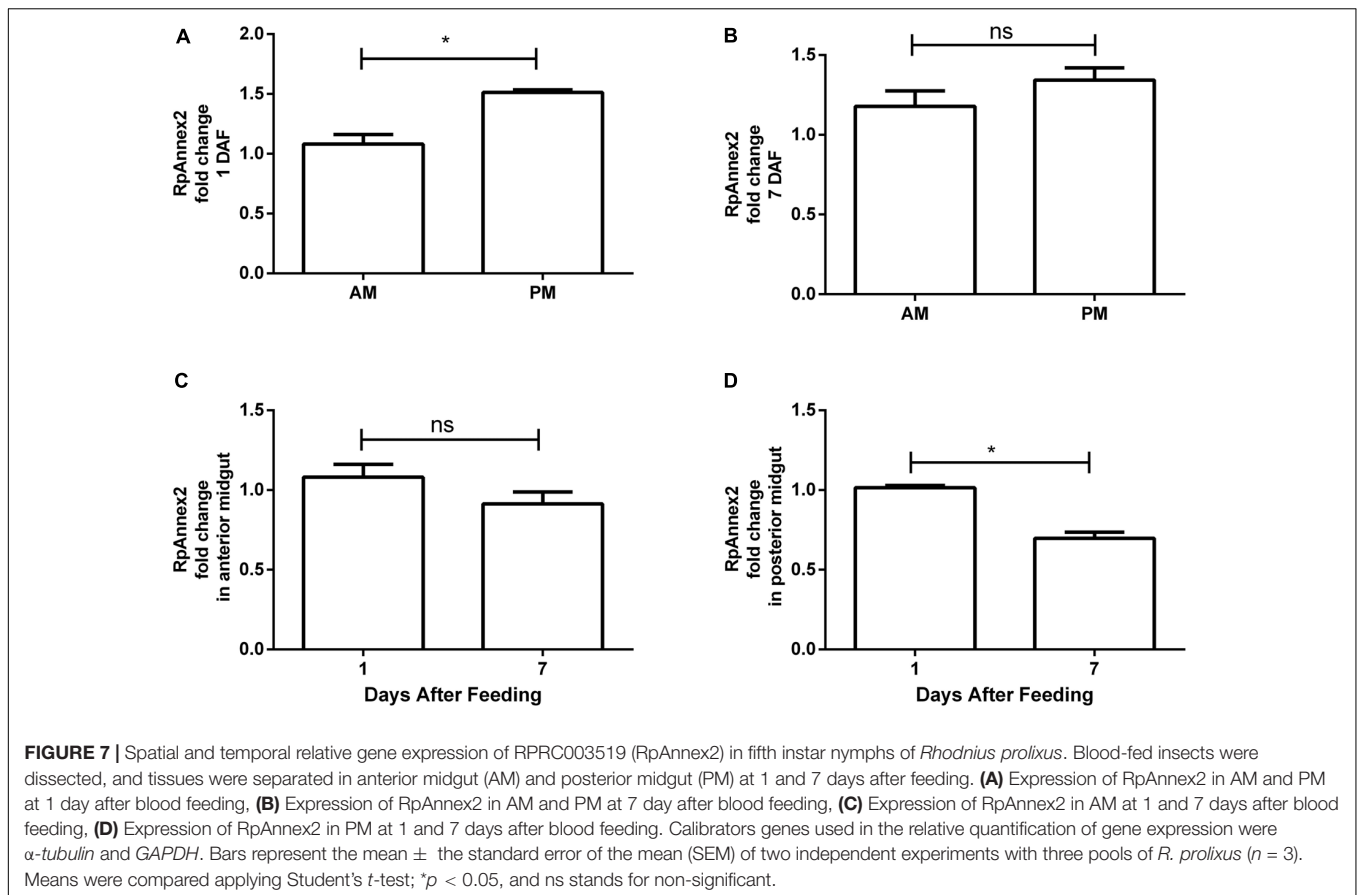 A
RpAnnex2
fold change
1 DAF
2.0
1.5
1.0
0.5
0.0
*
AM PM
B
RpAnnex2
fold change
7 DAF
1.5
1.0
0.5
0.0
ns
AM PM
C
RpAnnex2
fold change
in anterior midgut
1.5
1.0
0.5
0.0
ns
1 7
Days After Feeding
D
RpAnnex2
fold change
in posterior midgut
1.5
1.0
0.5
0.0
*
1 7
Days After Feeding
FIGURE 7 | Spatial and temporal relative gene expression of RPRC003519 (RpAnnex2) in fifth instar nymphs of Rhodnius prolixus. Blood-fed insects were
dissected, and tissues were separated in anterior midgut (AM) and posterior midgut (PM) at 1 and 7 days after feeding. (A) Expression of RpAnnex2 in AM and PM
at 1 day after blood feeding, (B) Expression of RpAnnex2 in AM and PM at 7 day after blood feeding, (C) Expression of RpAnnex2 in AM at 1 and 7 days after blood
feeding, (D) Expression of RpAnnex2 in PM at 1 and 7 days after blood feeding. Calibrators genes used in the relative quantification of gene expression were
α-tubulin and GAPDH. Bars represent the mean ± the standard error of the mean (SEM) of two independent experiments with three pools of R. prolixus (n = 3).
Means were compared applying Student's t-test; *p < 0.05, and ns stands for non-significant.